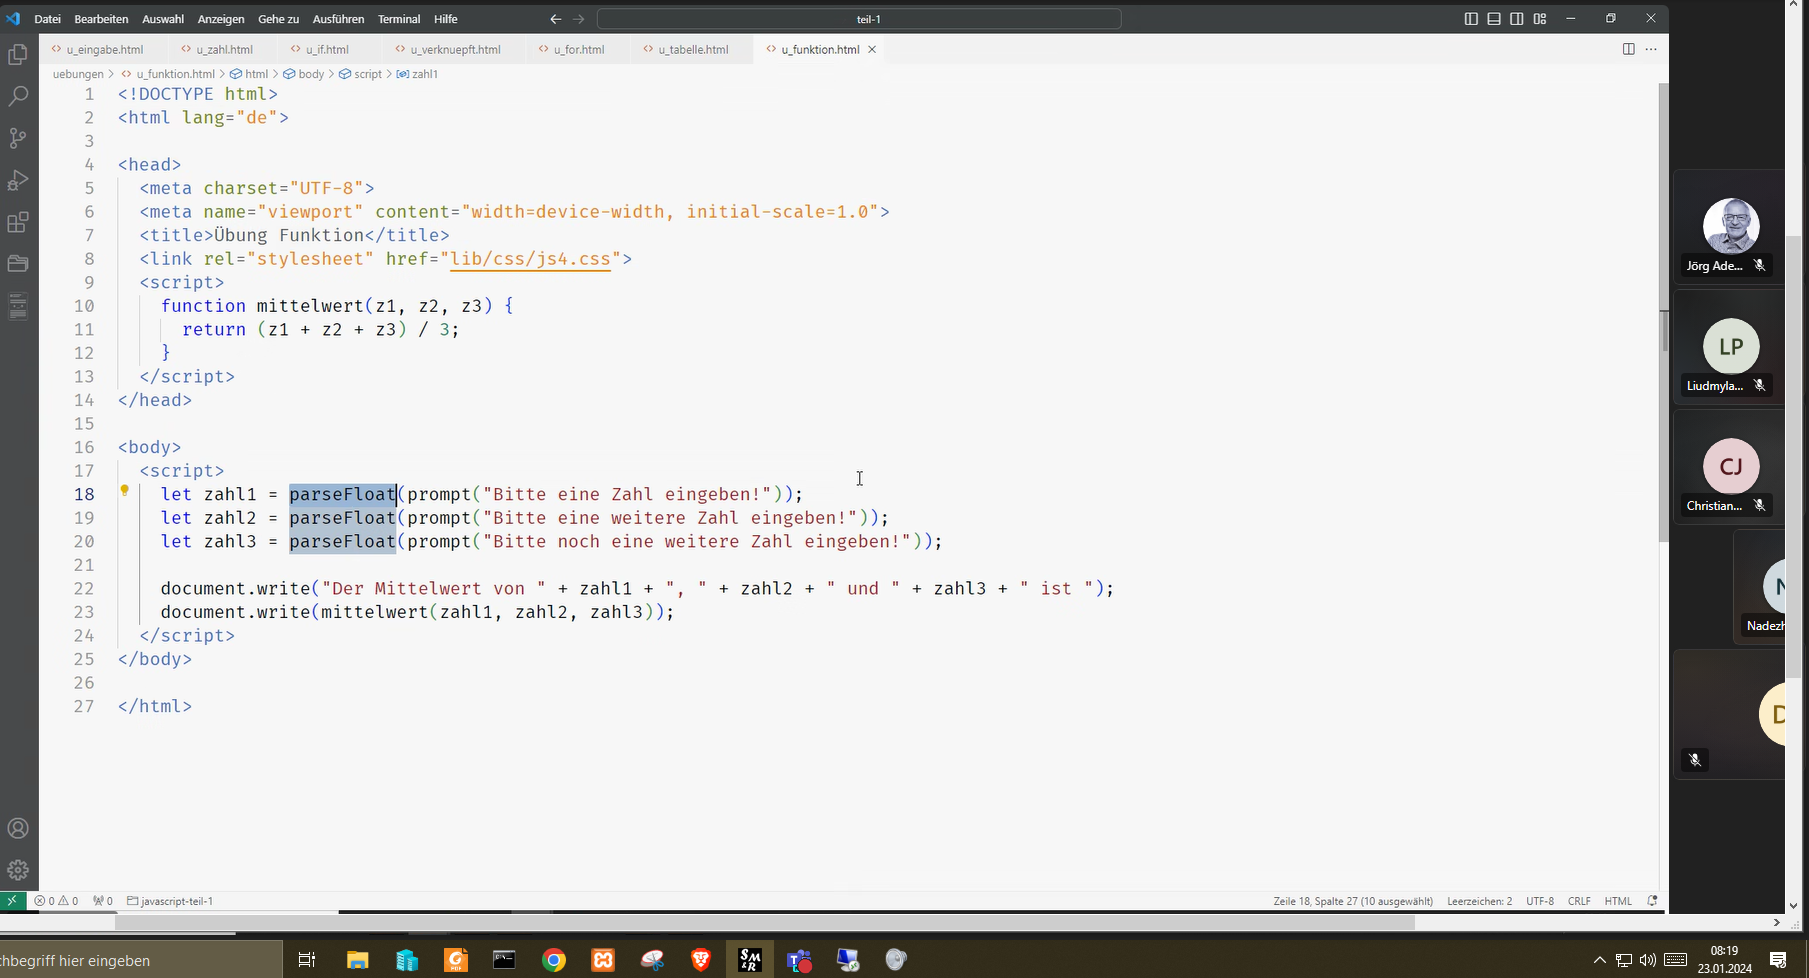 Datei Bearbeiten Auswahl Anzeigen Gehe zu Ausführen Terminal Hilfe
teil-1
u_eingabe.html u_zahl.html u_if.html u_verknuepft.html u_for.html u_tabelle.html u_funktion.html
uebungen > u_funktion.html > html > body > script > zahl1
1 <!DOCTYPE html>
2 <html lang="de">
3
4 <head>
5 <meta charset="UTF-8">
6 <meta name="viewport" content="width=device-width, initial-scale=1.0">
7 <title>Übung Funktion</title>
8 <link rel="stylesheet" href="lib/css/js4.css">
9 <script>
10 function mittelwert(z1, z2, z3) {
11 return (z1 + z2 + z3) / 3;
12 }
13 </script>
14 </head>
15
16 <body>
17 <script>
18 let zahl1 = parseFloat(prompt("Bitte eine Zahl eingeben!"));
19 let zahl2 = parseFloat(prompt("Bitte eine weitere Zahl eingeben!"));
20 let zahl3 = parseFloat(prompt("Bitte noch eine weitere Zahl eingeben!"));
21
22 document.write("Der Mittelwert von " + zahl1 + ", " + zahl2 + " und " + zahl3 + " ist ");
23 document.write(mittelwert(zahl1, zahl2, zahl3));
24 </script>
25 </body>
26
27 </html>
Jörg Ade...
LP
Liudmyla...
CJ
Christian...
N
Nadezh
D
0 0 0 javascript-teil-1
Zeile 18, Spalte 27 (10 ausgewählt) Leerzeichen: 2 UTF-8 CRLF HTML
chbegriff hier eingeben
SM&R
08:19
23.01.2024